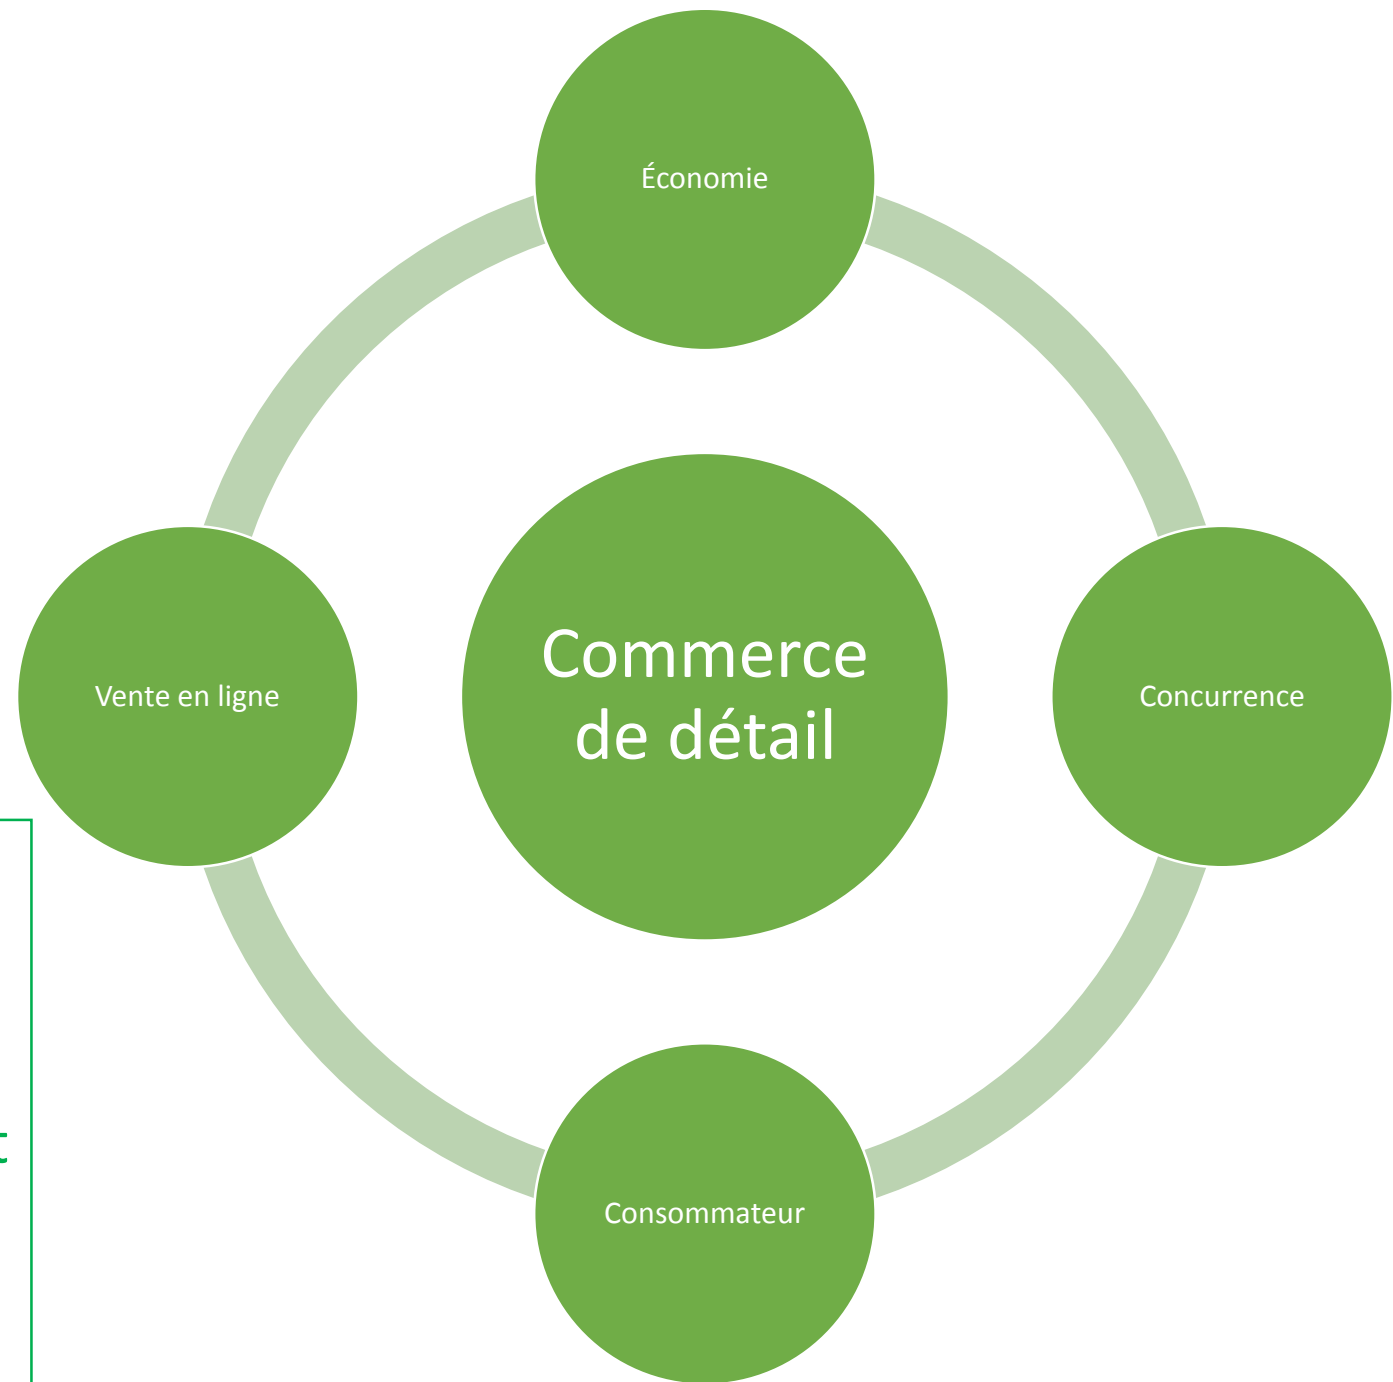 Économie
Commerce
de détail
Vente en ligne
Concurrence
Consommateur